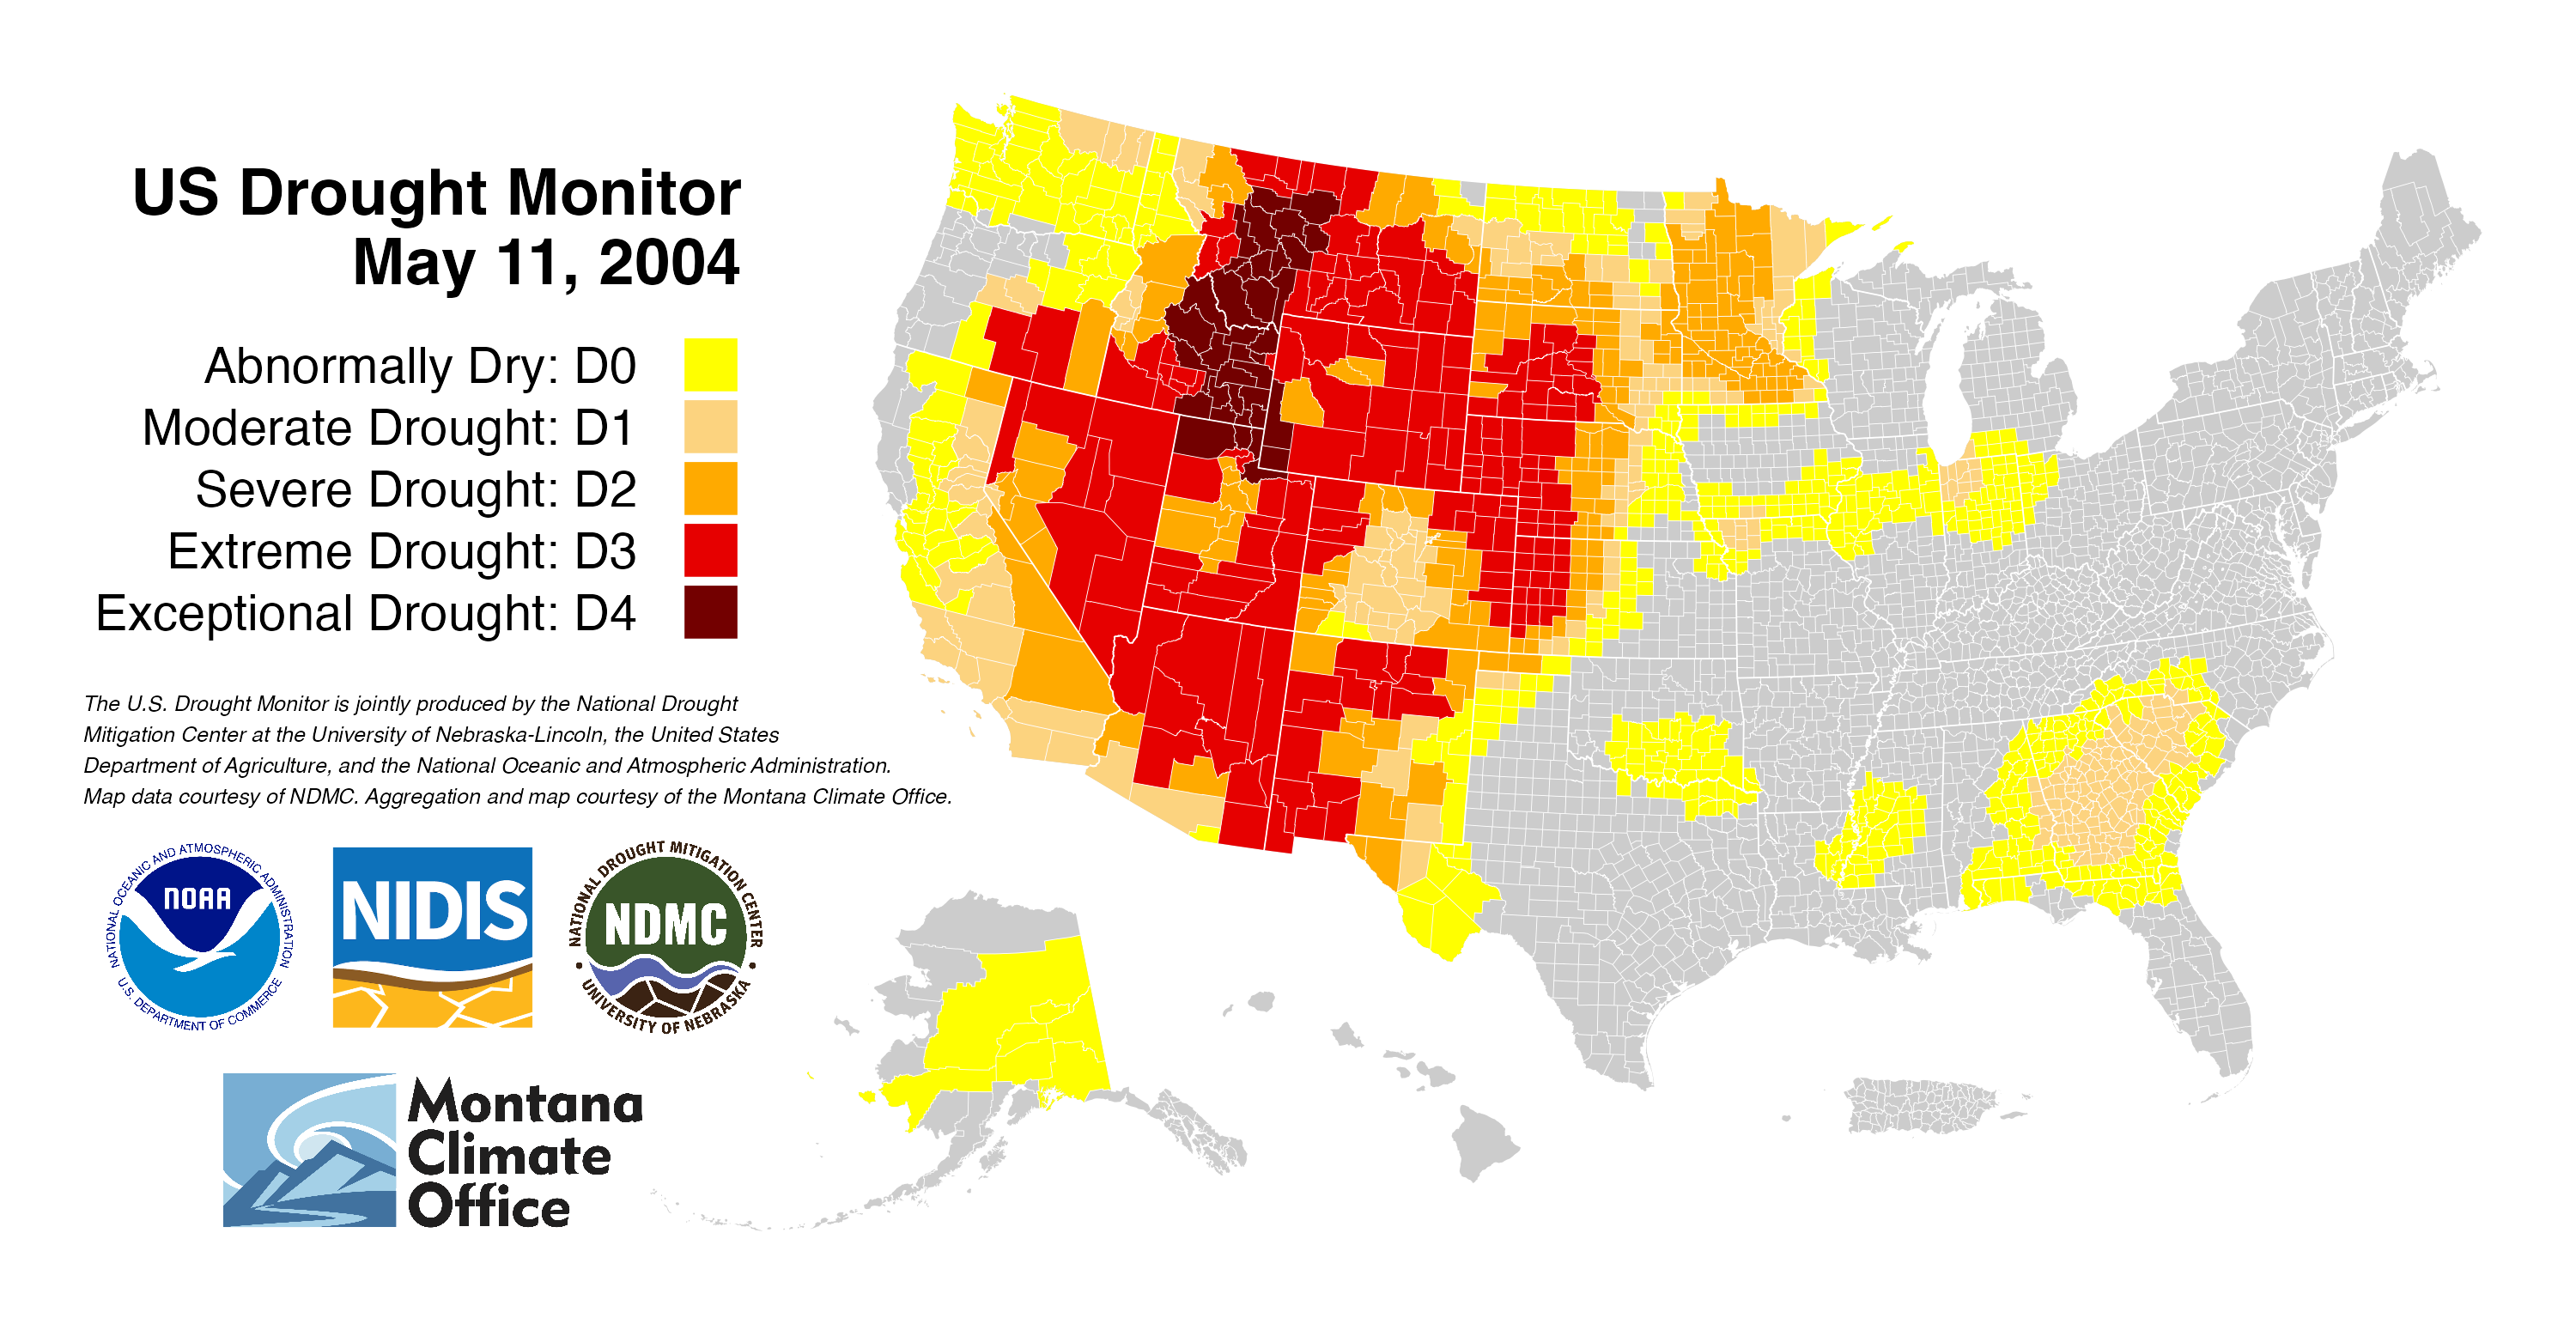 US Drought Monitor
May 11, 2004
Abnormally Dry: D0
Moderate Drought: D1
Severe Drought: D2
Extreme Drought: D3
Exceptional Drought: D4
The U.S. Drought Monitor is jointly produced by the National Drought
Mitigation Center at the University of Nebraska-Lincoln, the United States
Department of Agriculture, and the National Oceanic and Atmospheric Administration.
Map data courtesy of NDMC. Aggregation and map courtesy of the Montana Climate Office.
NATIONAL OCEANIC AND ATMOSPHERIC ADMINISTRATION
NOAA
U.S. DEPARTMENT OF COMMERCE
NIDIS
NATIONAL DROUGHT MITIGATION CENTER
NDMC
UNIVERSITY OF NEBRASKA
Montana
Climate
Office